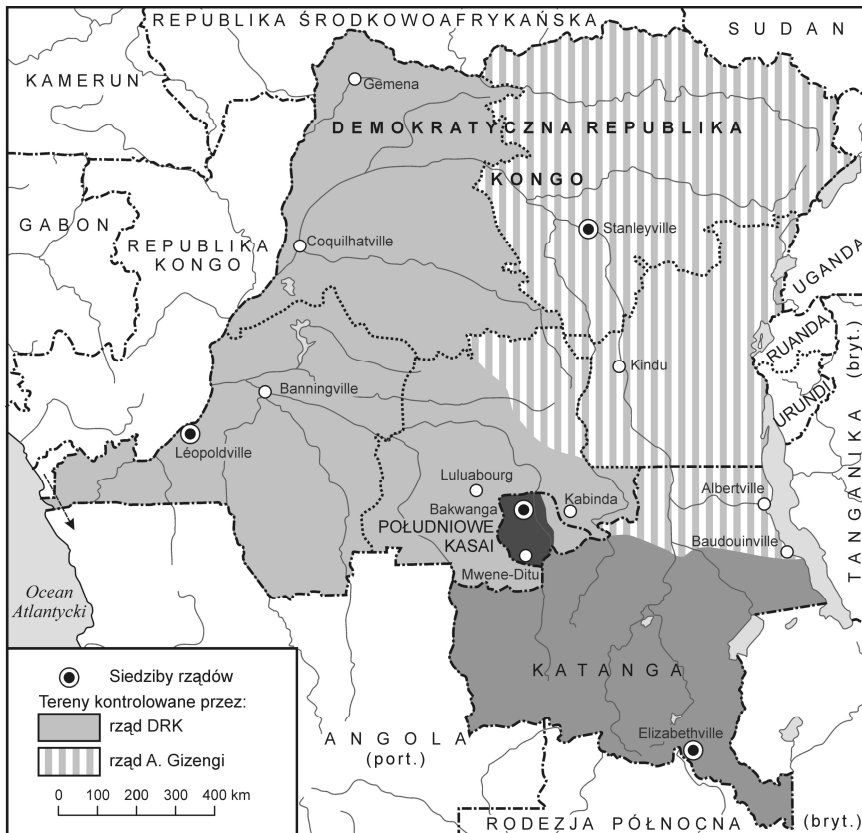 REPUBLIKA ŚRODKOWOAFRYKAŃSKA
SUDAN
KAMERUN
Gemena
DEMOKRATYCZNA REPUBLIKA
KONGO
GABON
REPUBLIKA
KONGO
Coquilhatville
Stanleyville
UGANDA
RUANDA
URUNDI
TANGANIKA (bryt.)
Kindu
Banningville
Léopoldville
Luluabourg
Bakwanga
Kabinda
Albertville
POŁUDNIOWE
KASAI
Baudouinville
Mwene-Ditu
Ocean
Atlantycki
KATANGA
Elizabethville
ANGOLA
(port.)
RODEZJA PÓŁNOCNA (bryt.)
Siedziby rządów
Tereny kontrolowane przez:
rząd DRK
rząd A. Gizengi
0 100 200 300 400 km